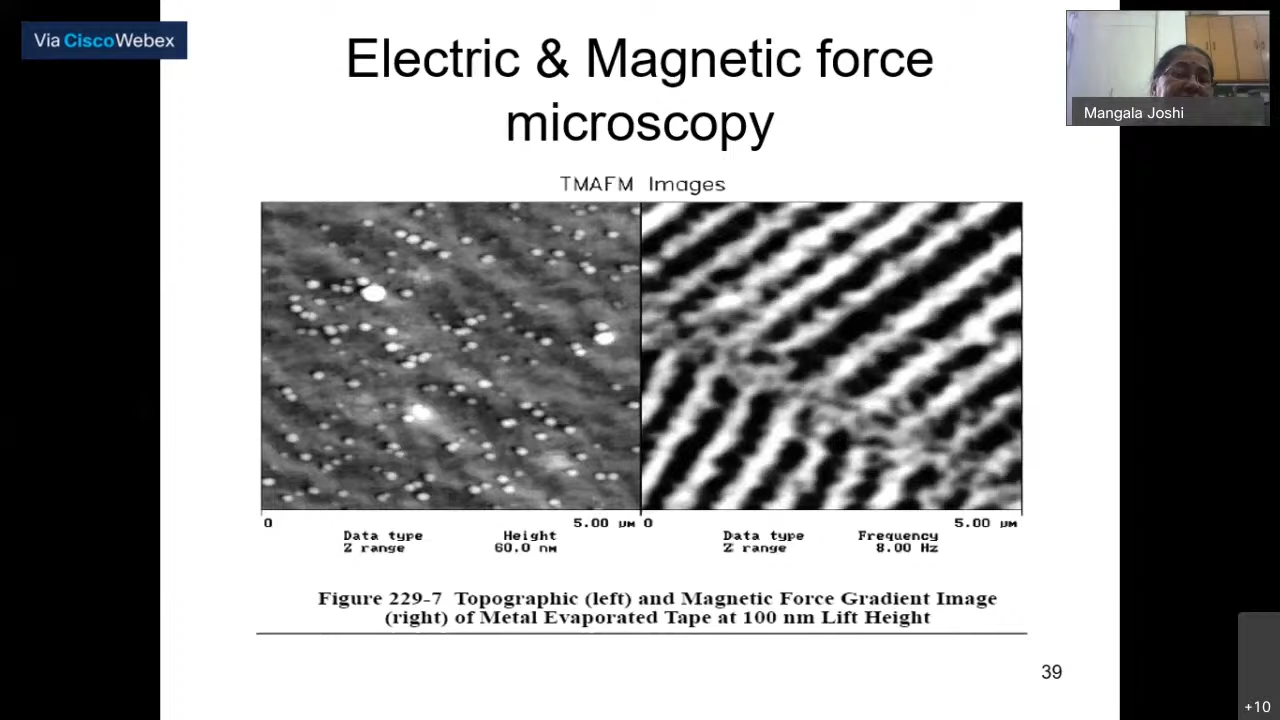 Via Cisco Webex
Electric & Magnetic force
microscopy
Mangala Joshi
TMAFM Images
0 5.00 µM 0 5.00 µM
Data type Height Data type Frequency
Z range 60.0 nM Z range 8.00 Hz
Figure 229-7 Topographic (left) and Magnetic Force Gradient Image
(right) of Metal Evaporated Tape at 100 nm Lift Height
39
+10